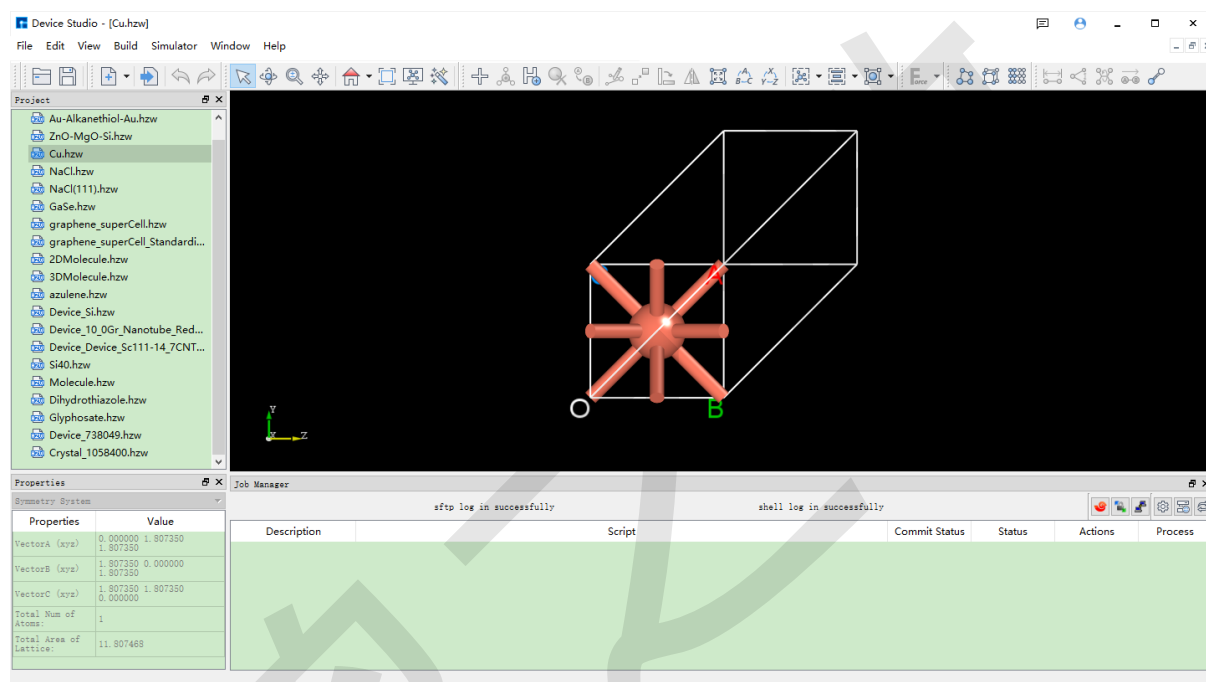 Device Studio - [Cu.hzw]
File Edit View Build Simulator Window Help
Project
Au-Alkanethiol-Au.hzw
ZnO-MgO-Si.hzw
Cu.hzw
NaCl.hzw
NaCl(111).hzw
GaSe.hzw
graphene_superCell.hzw
graphene_superCell_Standardi...
2DMolecule.hzw
3DMolecule.hzw
azulene.hzw
Device_Si.hzw
Device_10_0Gr_Nanotube_Red...
Device_Device_Sc111-14_7CNT...
Si40.hzw
Molecule.hzw
Dihydrothiazole.hzw
Glyphosate.hzw
Device_738049.hzw
Crystal_1058400.hzw
A
O
B
Y
X
Z
Properties
Symmetry System
Properties Value
VectorA (xyz) 0.000000 1.807350
1.807350
VectorB (xyz) 1.807350 0.000000
1.807350
VectorC (xyz) 1.807350 1.807350
0.000000
Total Num of
Atoms: 1
Total Area of
Lattice: 11.807468
Job Manager
sftp log in successfully shell log in successfully
Description Script Commit Status Status Actions Process